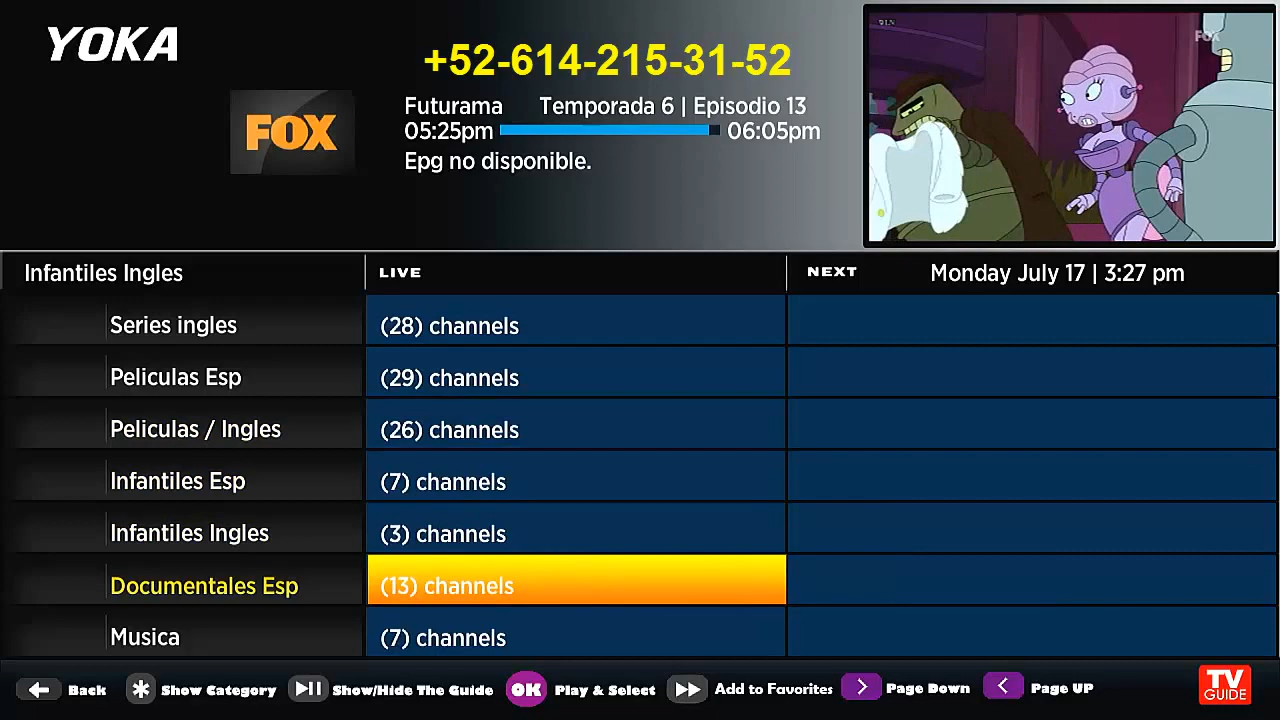 YOKA
+52-614-215-31-52
FOX
Futurama Temporada 6 | Episodio 13
05:25pm 06:05pm
Epg no disponible.
FOX
Infantiles Ingles LIVE NEXT Monday July 17 | 3:27 pm
Series ingles (28) channels
Peliculas Esp (29) channels
Peliculas / Ingles (26) channels
Infantiles Esp (7) channels
Infantiles Ingles (3) channels
Documentales Esp (13) channels
Musica (7) channels
Back Show Category Show/Hide The Guide OK Play & Select Add to Favorites Page Down Page UP
TV
GUIDE